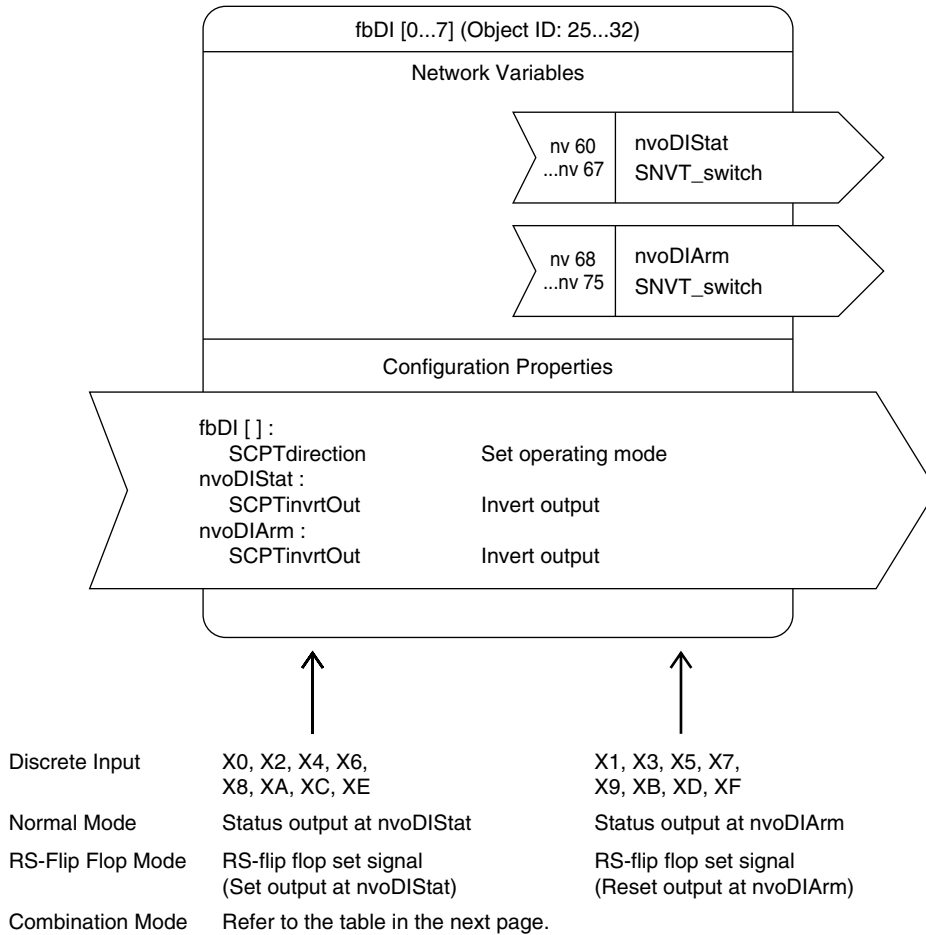 fbDI [0...7] (Object ID: 25...32)
Network Variables
nv 60
...nv 67
nvoDIStat
SNVT_switch
nv 68
...nv 75
nvoDIArm
SNVT_switch
Configuration Properties
fbDI [ ] :
SCPTdirection Set operating mode
nvoDIStat :
SCPTinvrtOut Invert output
nvoDIArm :
SCPTinvrtOut Invert output
Discrete Input X0, X2, X4, X6, X1, X3, X5, X7,
X8, XA, XC, XE X9, XB, XD, XF
Normal Mode Status output at nvoDIStat Status output at nvoDIArm
RS-Flip Flop Mode RS-flip flop set signal RS-flip flop set signal
(Set output at nvoDIStat) (Reset output at nvoDIArm)
Combination Mode Refer to the table in the next page.